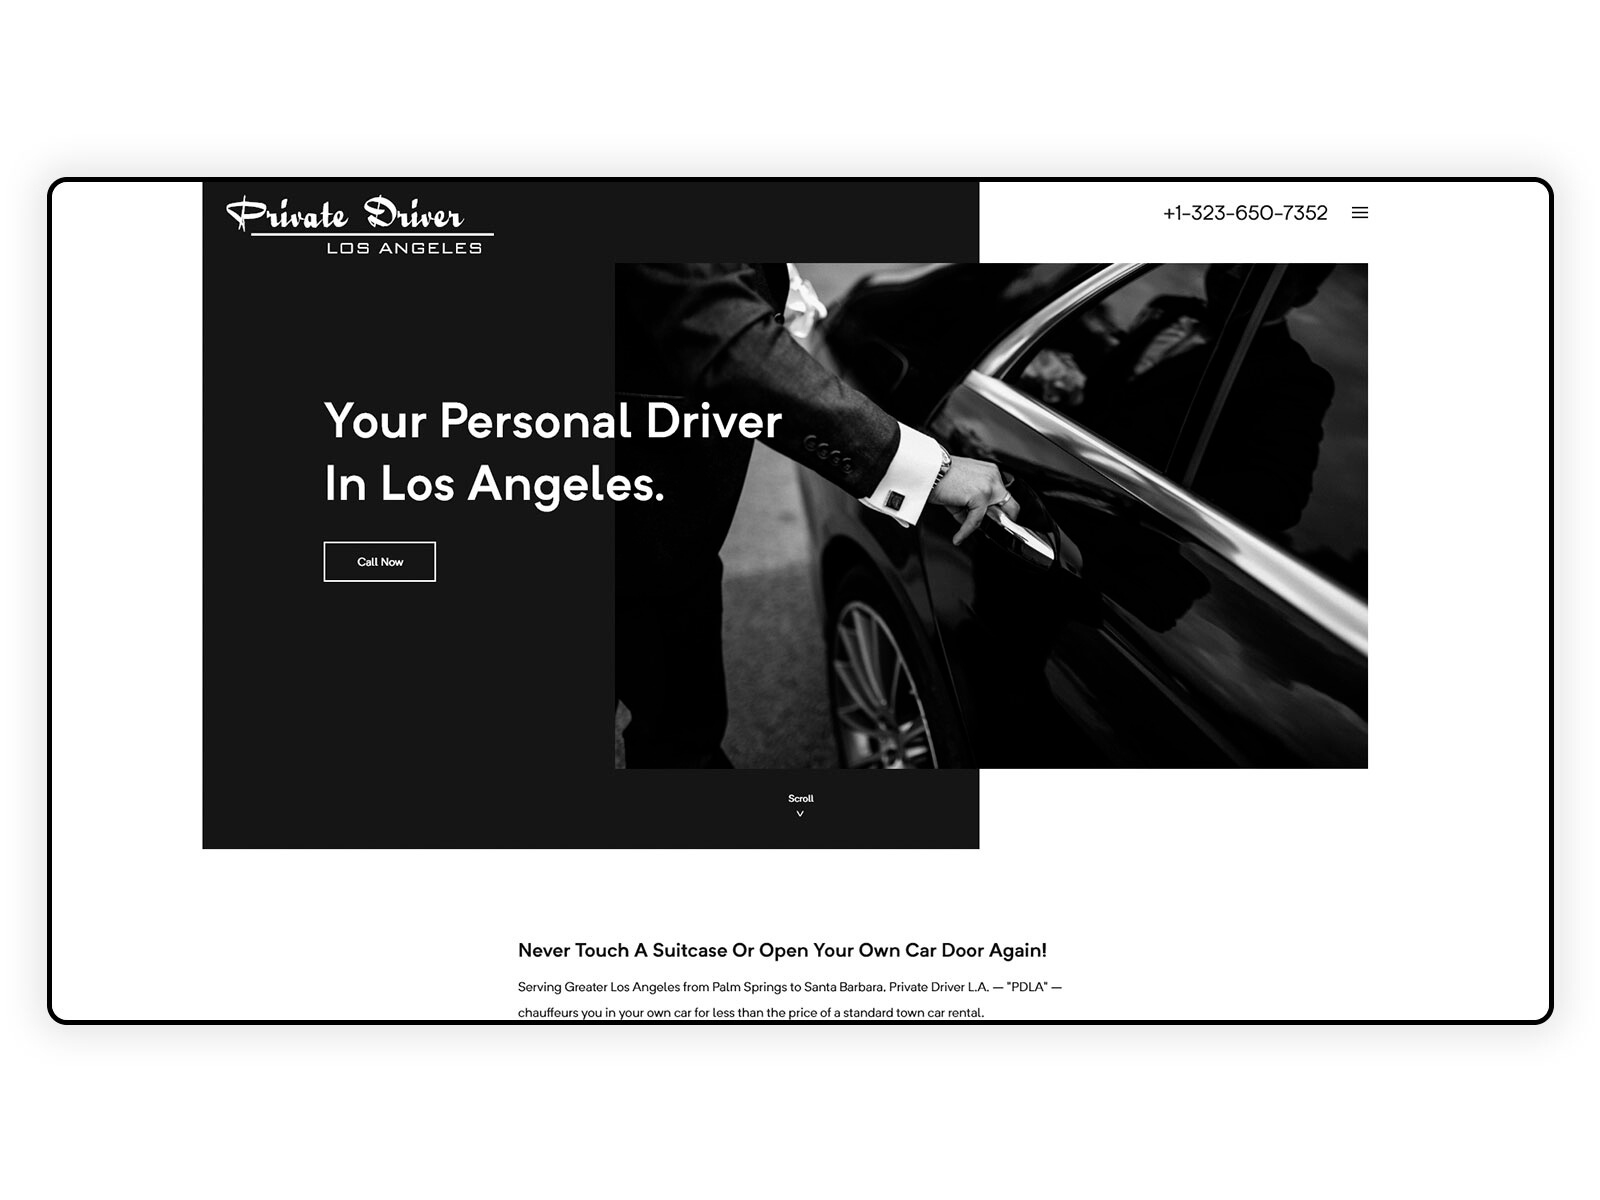 Private Driver
LOS ANGELES
+1-323-650-7352
Your Personal Driver
In Los Angeles.
Call Now
Scroll
Never Touch A Suitcase Or Open Your Own Car Door Again!
Serving Greater Los Angeles from Palm Springs to Santa Barbara, Private Driver L.A. — "PDLA" —
chauffeurs you in your own car for less than the price of a standard town car rental.